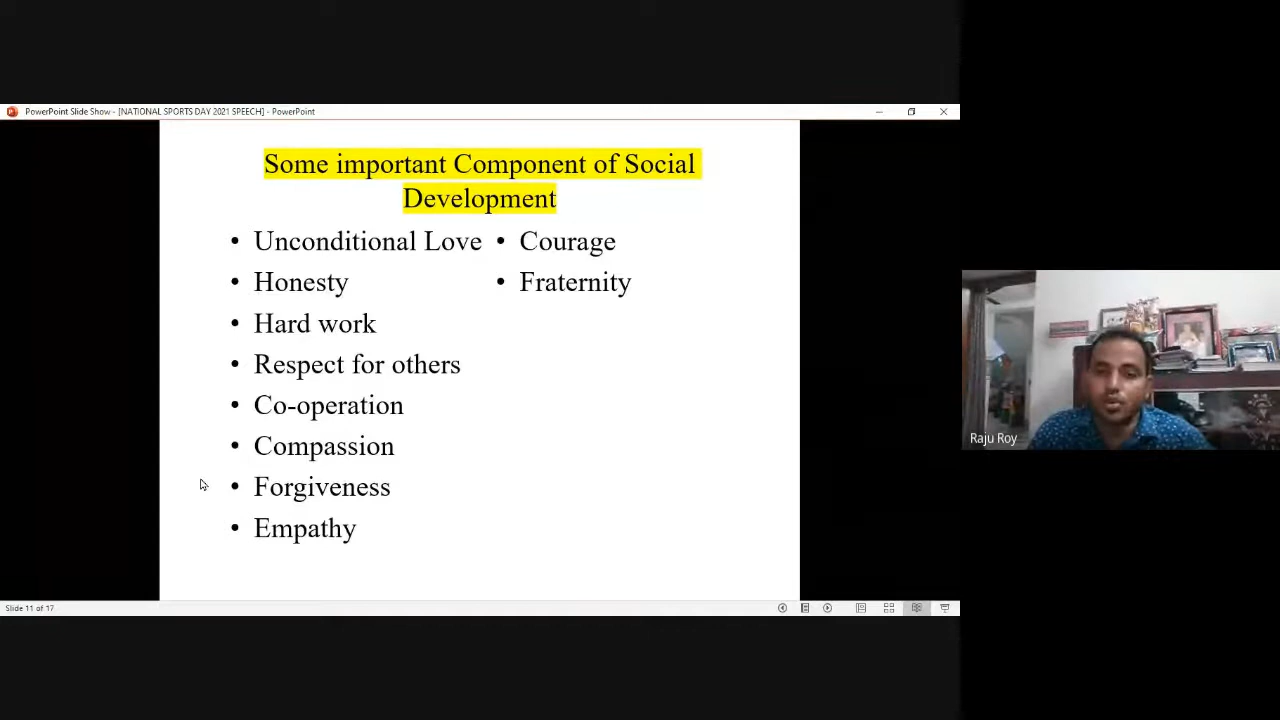 PowerPoint Slide Show - [NATIONAL SPORTS DAY 2021 SPEECH] - PowerPoint
Some important Component of Social
Development
• Unconditional Love
• Honesty
• Hard work
• Respect for others
• Co-operation
• Compassion
• Forgiveness
• Empathy
• Courage
• Fraternity
Raju Roy
Slide 11 of 17